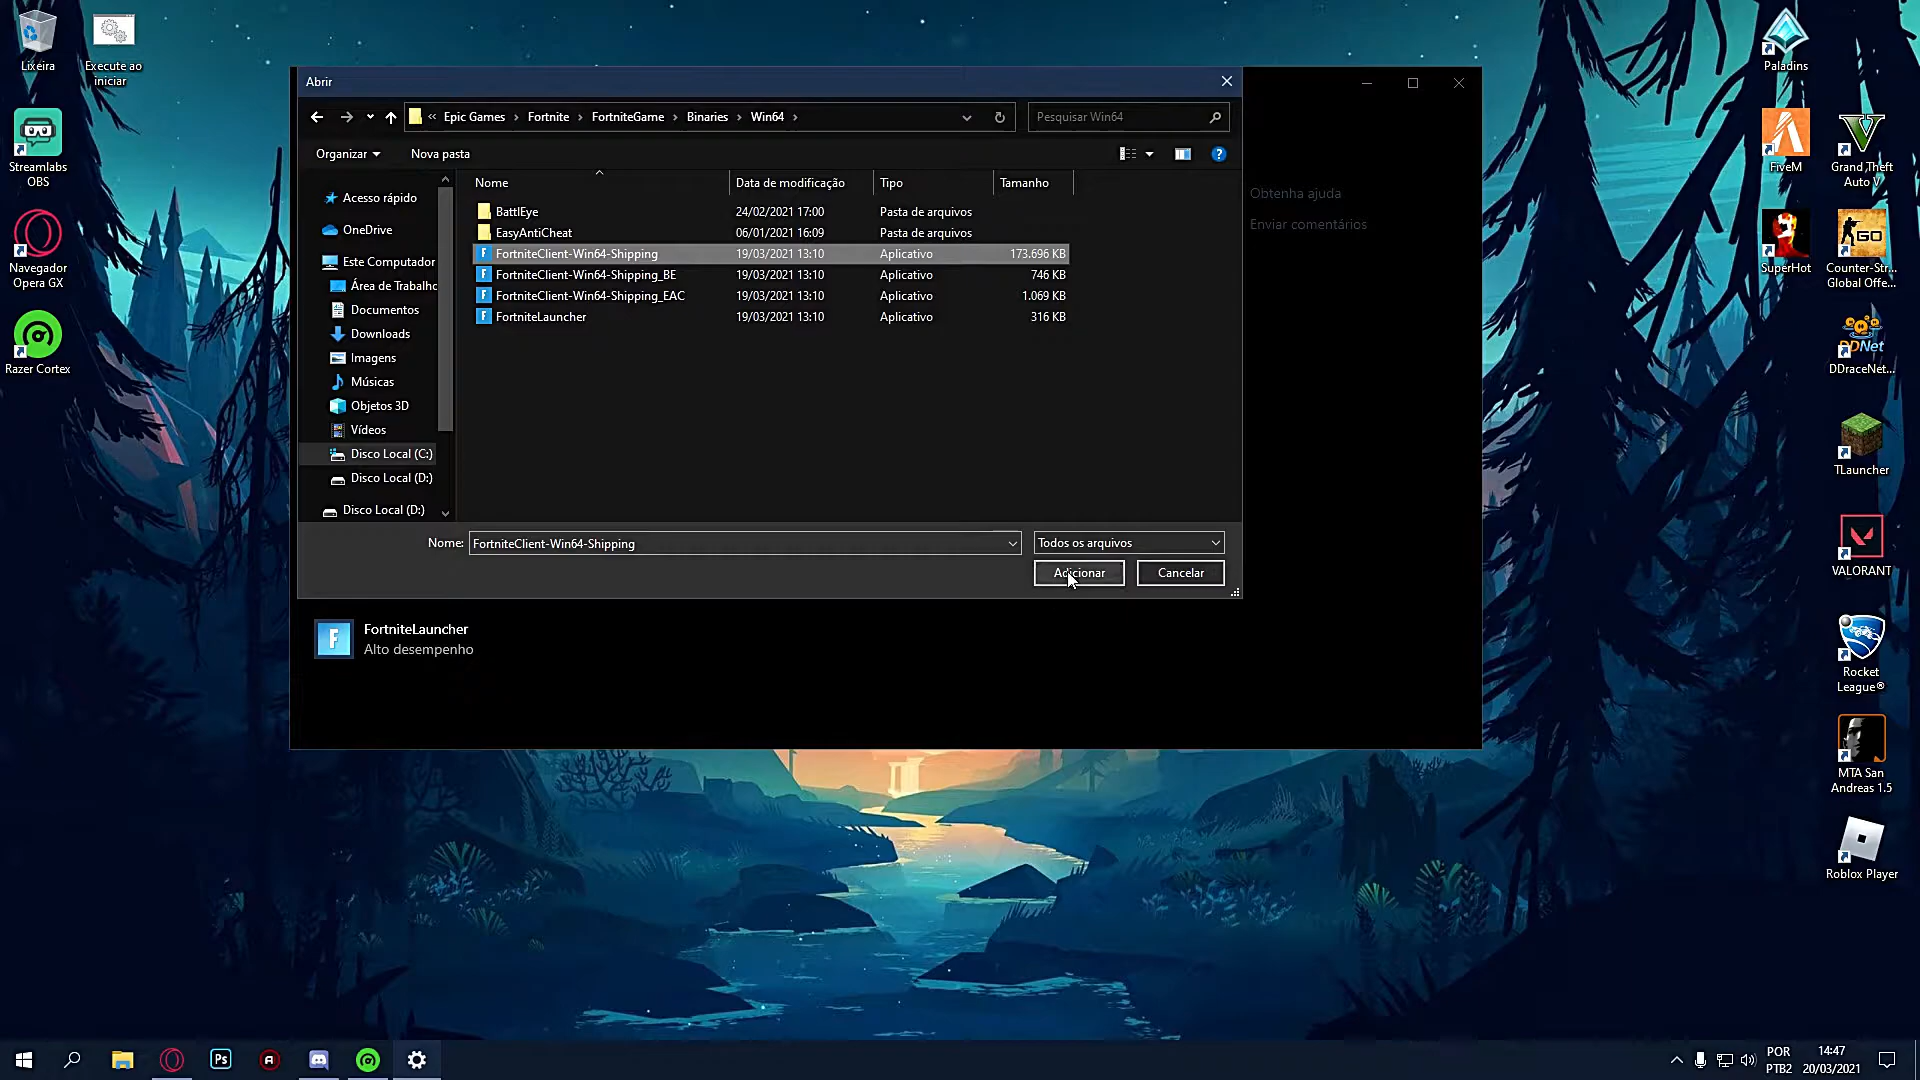 Lixeira
Execute ao
iniciar
Streamlabs
OBS
Navegador
Opera GX
Razer Cortex
Abrir
« Epic Games › Fortnite › FortniteGame › Binaries › Win64 ›
Pesquisar Win64
Organizar
Nova pasta
Acesso rápido
OneDrive
Este Computador
Área de Trabalho
Documentos
Downloads
Imagens
Músicas
Objetos 3D
Vídeos
Disco Local (C:)
Disco Local (D:)
Disco Local (D:)
Nome Data de modificação Tipo Tamanho
BattlEye 24/02/2021 17:00 Pasta de arquivos
EasyAntiCheat 06/01/2021 16:09 Pasta de arquivos
FortniteClient-Win64-Shipping 19/03/2021 13:10 Aplicativo 173.696 KB
FortniteClient-Win64-Shipping_BE 19/03/2021 13:10 Aplicativo 746 KB
FortniteClient-Win64-Shipping_EAC 19/03/2021 13:10 Aplicativo 1.069 KB
FortniteLauncher 19/03/2021 13:10 Aplicativo 316 KB
Nome: FortniteClient-Win64-Shipping
Todos os arquivos
Adicionar
Cancelar
Obtenha ajuda
Enviar comentários
F
FortniteLauncher
Alto desempenho
Paladins
FiveM
Grand Theft
Auto V
SuperHot
GO
Counter-Str...
Global Offe...
DDNet
DDraceNet...
TLauncher
VALORANT
Rocket
League®
MTA San
Andreas 1.5
Roblox Player
Ps
POR
PTB2
14:47
20/03/2021